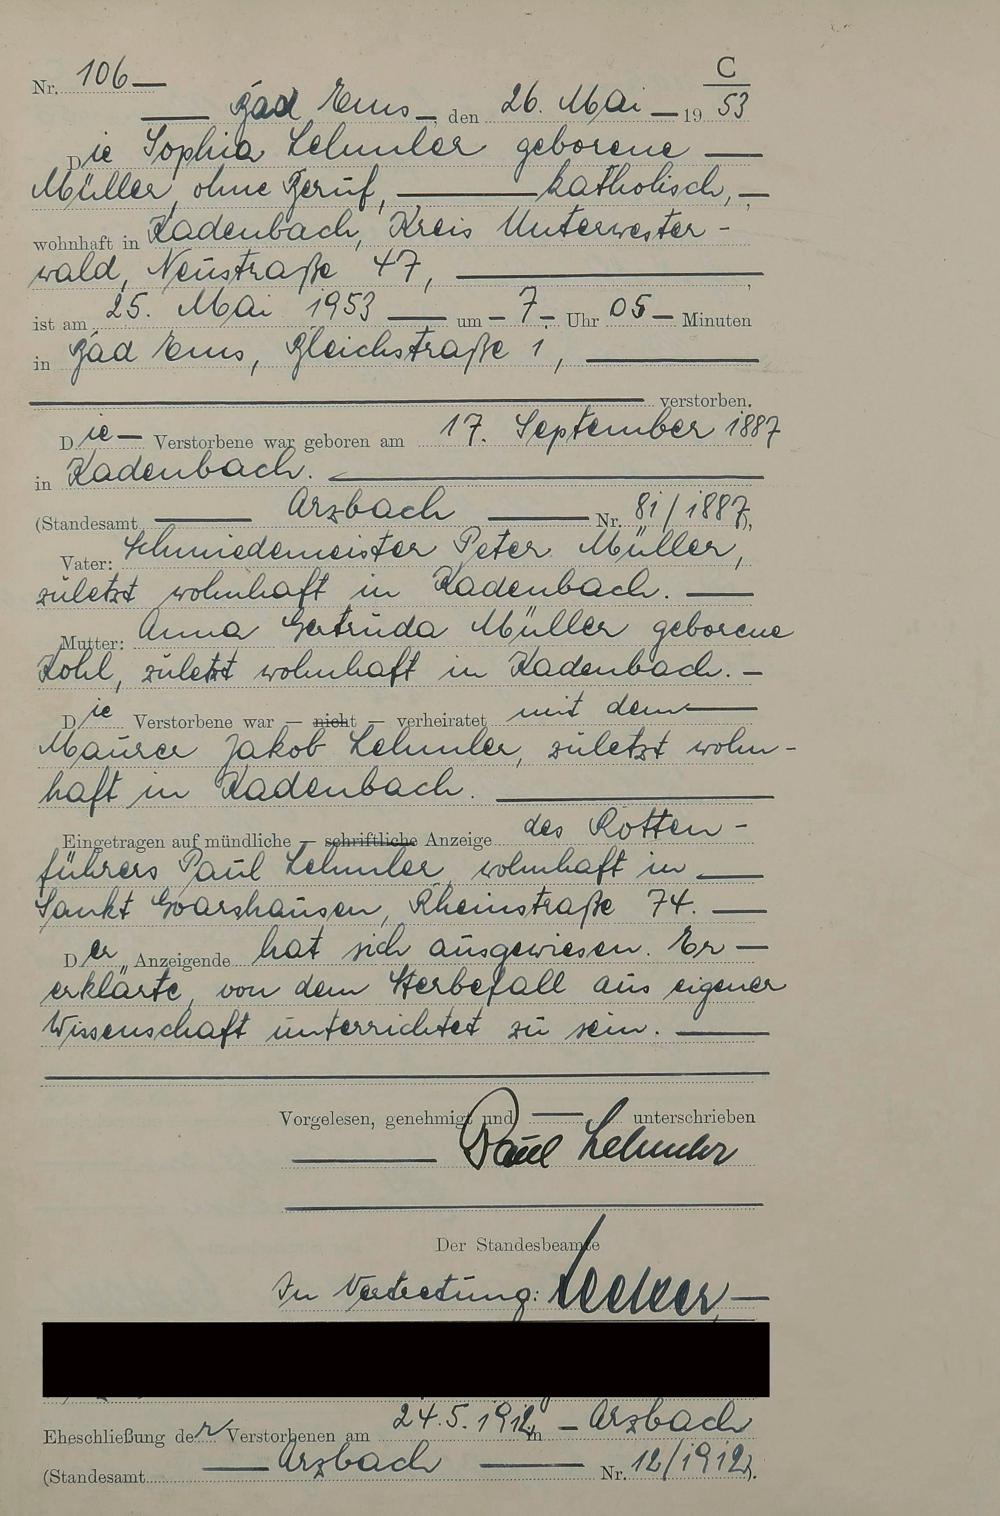 C
Nr. 106
Bad Ems, den 26. Mai 19 53
Die Sophia Lehmler geborene
Müller, ohne Beruf, katholisch,
wohnhaft in Kadenbach, Kreis Unterwester-
wald, Neustraße 47,
ist am 25. Mai 1953 um 7 Uhr 05 Minuten
in Bad Ems, Bleichstraße 1,
verstorben.
Die Verstorbene war geboren am 17. September 1887
in Kadenbach.
(Standesamt Arzbach Nr. 81/1887),
Vater: Schmiedemeister Peter Müller,
zuletzt wohnhaft in Kadenbach.
Mutter: Anna Gertruda Müller geborene
Kohl, zuletzt wohnhaft in Kadenbach.
Die Verstorbene war — nicht — verheiratet mit dem
Maurer Jakob Lehmler, zuletzt wohn-
haft in Kadenbach.
Eingetragen auf mündliche — schriftliche Anzeige des Rotten-
führers Paul Lehmler, wohnhaft in
Sankt Goarshausen, Rheinstraße 74.
Der Anzeigende hat sich ausgewiesen. Er
erklärte, von dem Sterbefall aus eigener
Wissenschaft unterrichtet zu sein.
Vorgelesen, genehmigt und unterschrieben
Paul Lehmler
Der Standesbeamte
In Vertretung:
Eheschließung der Verstorbenen am 24.5.1912 in Arzbach
(Standesamt Arzbach Nr. 12/1912).